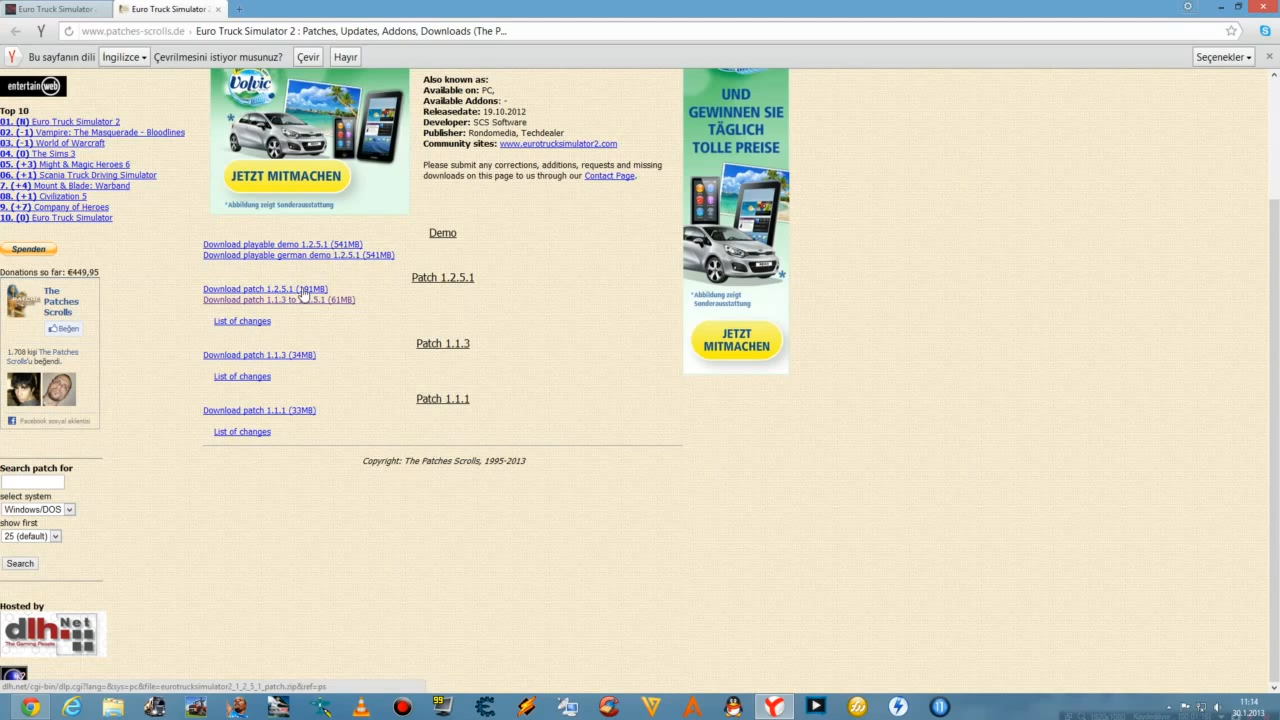 Euro Truck Simulator
Euro Truck Simulator
www.patches-scrolls.de › Euro Truck Simulator 2 : Patches, Updates, Addons, Downloads (The P...
Bu sayfanın dili İngilizce Çevrilmesini istiyor musunuz? Çevir Hayır Seçenekler
entertainweb
Top 10
01. (N) Euro Truck Simulator 2
02. (-1) Vampire: The Masquerade - Bloodlines
03. (-1) World of Warcraft
04. (0) The Sims 3
05. (+3) Might & Magic Heroes 6
06. (+1) Scania Truck Driving Simulator
7. (+4) Mount & Blade: Warband
08. (+1) Civilization 5
9. (+7) Company of Heroes
10. (0) Euro Truck Simulator
Spenden
Donations so far: €449,95
The
Patches
Scrolls
Beğen
1.708 kişi The Patches
Scrolls'u beğendi.
Facebook sosyal eklentisi
Search patch for
select system
Windows/DOS
show first
25 (default)
Search
Hosted by
dlh.Net
The Gaming People
Volvic
*
JETZT MITMACHEN
*Abbildung zeigt Sonderausstattung
Also known as:
Available on: PC,
Available Addons: -
Releasedate: 19.10.2012
Developer: SCS Software
Publisher: Rondomedia, Techdealer
Community sites: www.eurotrucksimulator2.com
Please submit any corrections, additions, requests and missing
downloads on this page to us through our Contact Page.
Demo
Download playable demo 1.2.5.1 (541MB)
Download playable german demo 1.2.5.1 (541MB)
Patch 1.2.5.1
Download patch 1.2.5.1
Download patch 1.1.3 to (61MB)
List of changes
Patch 1.1.3
Download patch 1.1.3 (34MB)
List of changes
Patch 1.1.1
Download patch 1.1.1 (33MB)
List of changes
Copyright: The Patches Scrolls, 1995-2013
UND
GEWINNEN SIE
TÄGLICH
TOLLE PREISE
*
*Abbildung zeigt
Sonderausstattung
JETZT
MITMACHEN
dlh.net/cgi-bin/dlp.cgi?lang=&sys=pc&file=eurotrucksimulator2_1_2_5_1_patch.zip&ref=ps
99
11:14
30.1.2013